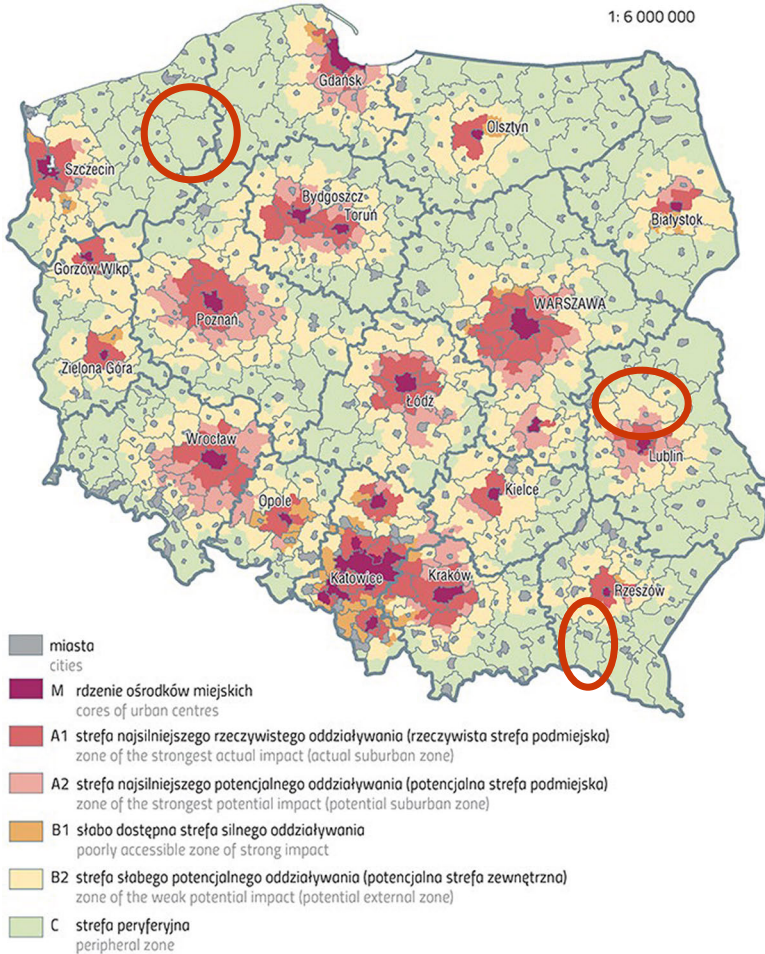 1: 6 000 000
Gdańsk
Olsztyn
Szczecin
Bydgoszcz
Toruń
Białystok
Gorzów Wlkp.
Poznań
WARSZAWA
Zielona Góra
Łódź
Wrocław
Lublin
Opole
Kielce
Katowice
Kraków
Rzeszów
miasta
cities
M rdzenie ośrodków miejskich
cores of urban centres
A1 strefa najsilniejszego rzeczywistego oddziaływania (rzeczywista strefa podmiejska)
zone of the strongest actual impact (actual suburban zone)
A2 strefa najsilniejszego potencjalnego oddziaływania (potencjalna strefa podmiejska)
zone of the strongest potential impact (potential suburban zone)
B1 słabo dostępna strefa silnego oddziaływania
poorly accessible zone of strong impact
B2 strefa słabego potencjalnego oddziaływania (potencjalna strefa zewnętrzna)
zone of the weak potential impact (potential external zone)
C strefa peryferyjna
peripheral zone